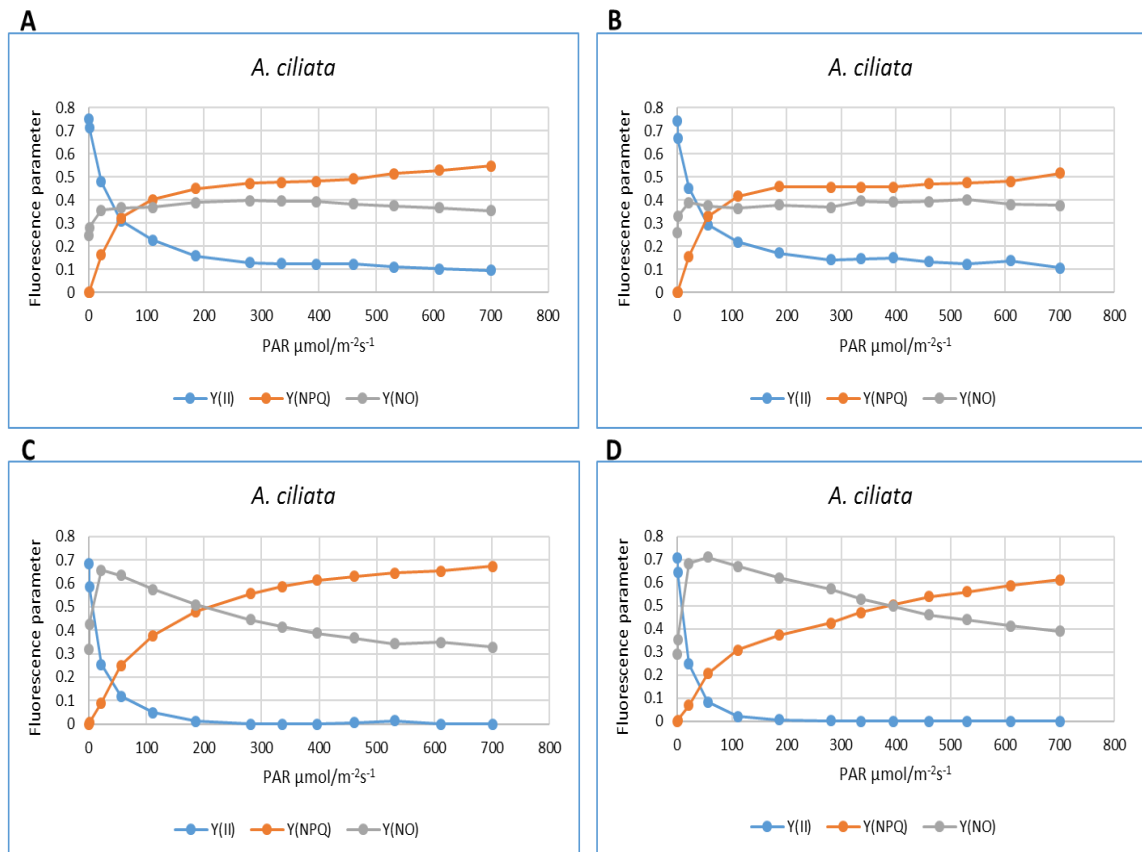 A
A. ciliata
Fluorescence parameter
0.8
0.7
0.6
0.5
0.4
0.3
0.2
0.1
0
0 100 200 300 400 500 600 700 800
PAR µmol/m⁻²s⁻¹
Y(II) Y(NPQ) Y(NO)
B
A. ciliata
Fluorescence parameter
0.8
0.7
0.6
0.5
0.4
0.3
0.2
0.1
0
0 100 200 300 400 500 600 700 800
PAR µmol/m⁻²s⁻¹
Y(II) Y(NPQ) Y(NO)
C
A. ciliata
Fluorescence parameter
0.8
0.7
0.6
0.5
0.4
0.3
0.2
0.1
0
0 100 200 300 400 500 600 700 800
PAR µmol/m⁻²s⁻¹
Y(II) Y(NPQ) Y(NO)
D
A. ciliata
Fluorescence parameter
0.8
0.7
0.6
0.5
0.4
0.3
0.2
0.1
0
0 100 200 300 400 500 600 700 800
PAR µmol/m⁻²s⁻¹
Y(II) Y(NPQ) Y(NO)